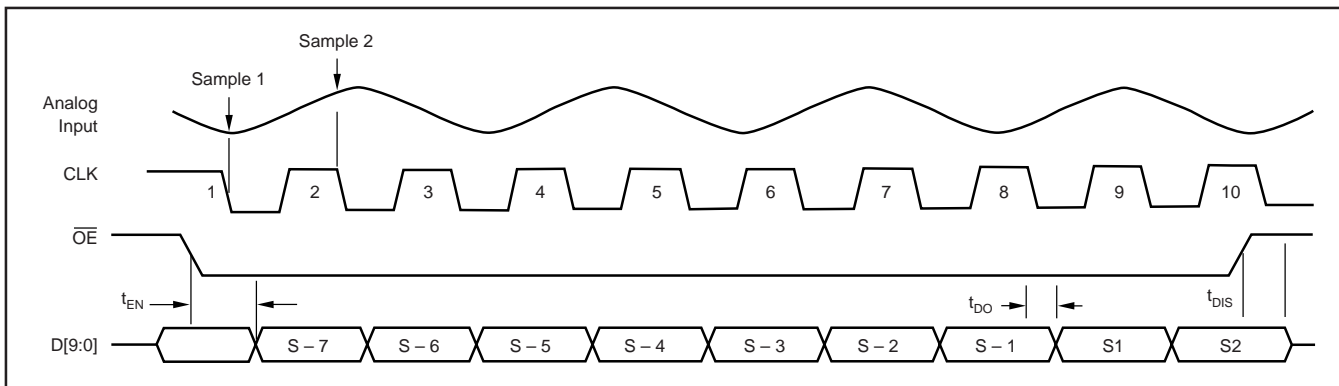 Sample 2
Sample 1
Analog
Input
CLK
1 2 3 4 5 6 7 8 9 10
OE
tEN
tDO
tDIS
D[9:0]
S – 7 S – 6 S – 5 S – 4 S – 3 S – 2 S – 1 S1 S2